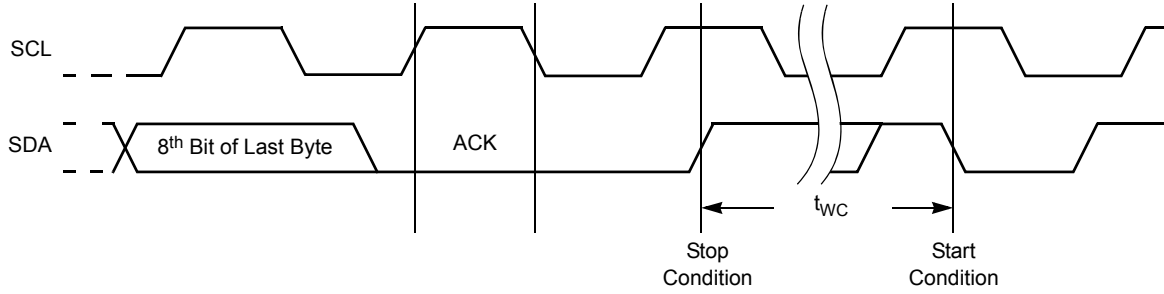 SCL
SDA
8th Bit of Last Byte
ACK
tWC
Stop
Condition
Start
Condition